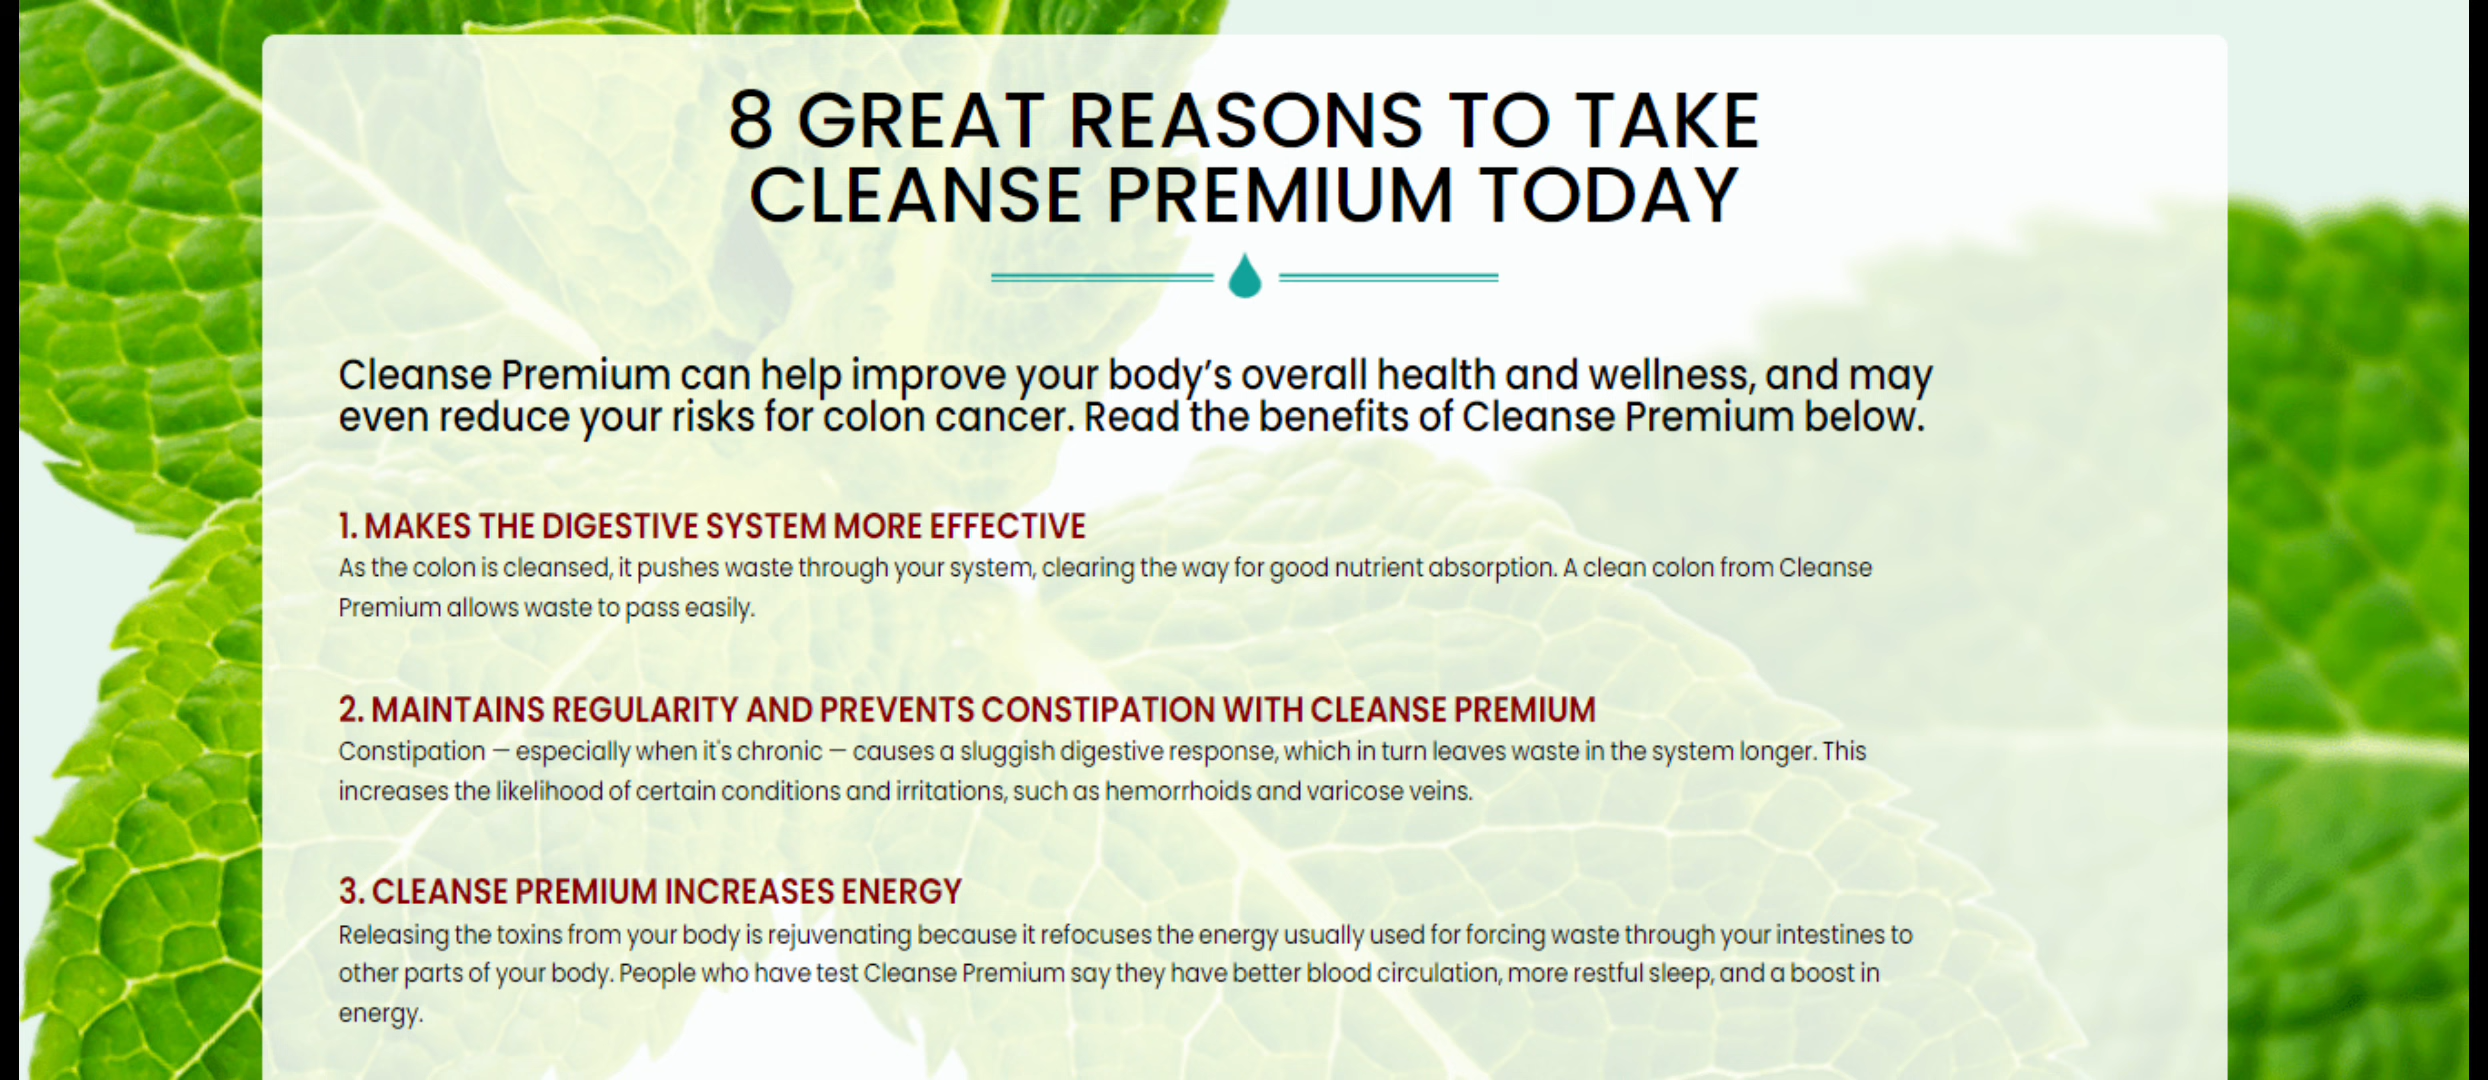 8 GREAT REASONS TO TAKE
CLEANSE PREMIUM TODAY
Cleanse Premium can help improve your body’s overall health and wellness, and may
even reduce your risks for colon cancer. Read the benefits of Cleanse Premium below.
1. MAKES THE DIGESTIVE SYSTEM MORE EFFECTIVE
As the colon is cleansed, it pushes waste through your system, clearing the way for good nutrient absorption. A clean colon from Cleanse
Premium allows waste to pass easily.
2. MAINTAINS REGULARITY AND PREVENTS CONSTIPATION WITH CLEANSE PREMIUM
Constipation — especially when it's chronic — causes a sluggish digestive response, which in turn leaves waste in the system longer. This
increases the likelihood of certain conditions and irritations, such as hemorrhoids and varicose veins.
3. CLEANSE PREMIUM INCREASES ENERGY
Releasing the toxins from your body is rejuvenating because it refocuses the energy usually used for forcing waste through your intestines to
other parts of your body. People who have test Cleanse Premium say they have better blood circulation, more restful sleep, and a boost in
energy.